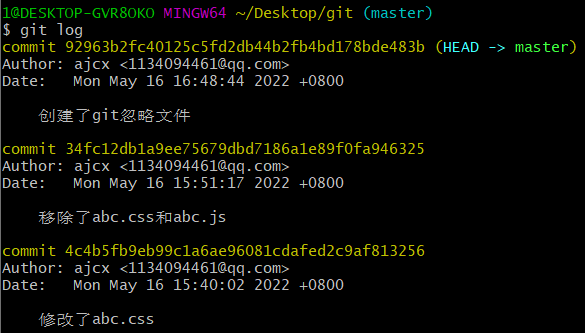 1@DESKTOP-GVR8OKO MINGW64 ~/Desktop/git (master)
$ git log
commit 92963b2fc40125c5fd2db44b2fb4bd178bde483b (HEAD -> master)
Author: ajcx <1134094461@qq.com>
Date:   Mon May 16 16:48:44 2022 +0800
创建了git忽略文件
commit 34fc12db1a9ee75679dbd7186a1e89f0fa946325
Author: ajcx <1134094461@qq.com>
Date:   Mon May 16 15:51:17 2022 +0800
移除了abc.css和abc.js
commit 4c4b5fb9eb99c1a6ae96081cdafed2c9af813256
Author: ajcx <1134094461@qq.com>
Date:   Mon May 16 15:40:02 2022 +0800
修改了abc.css